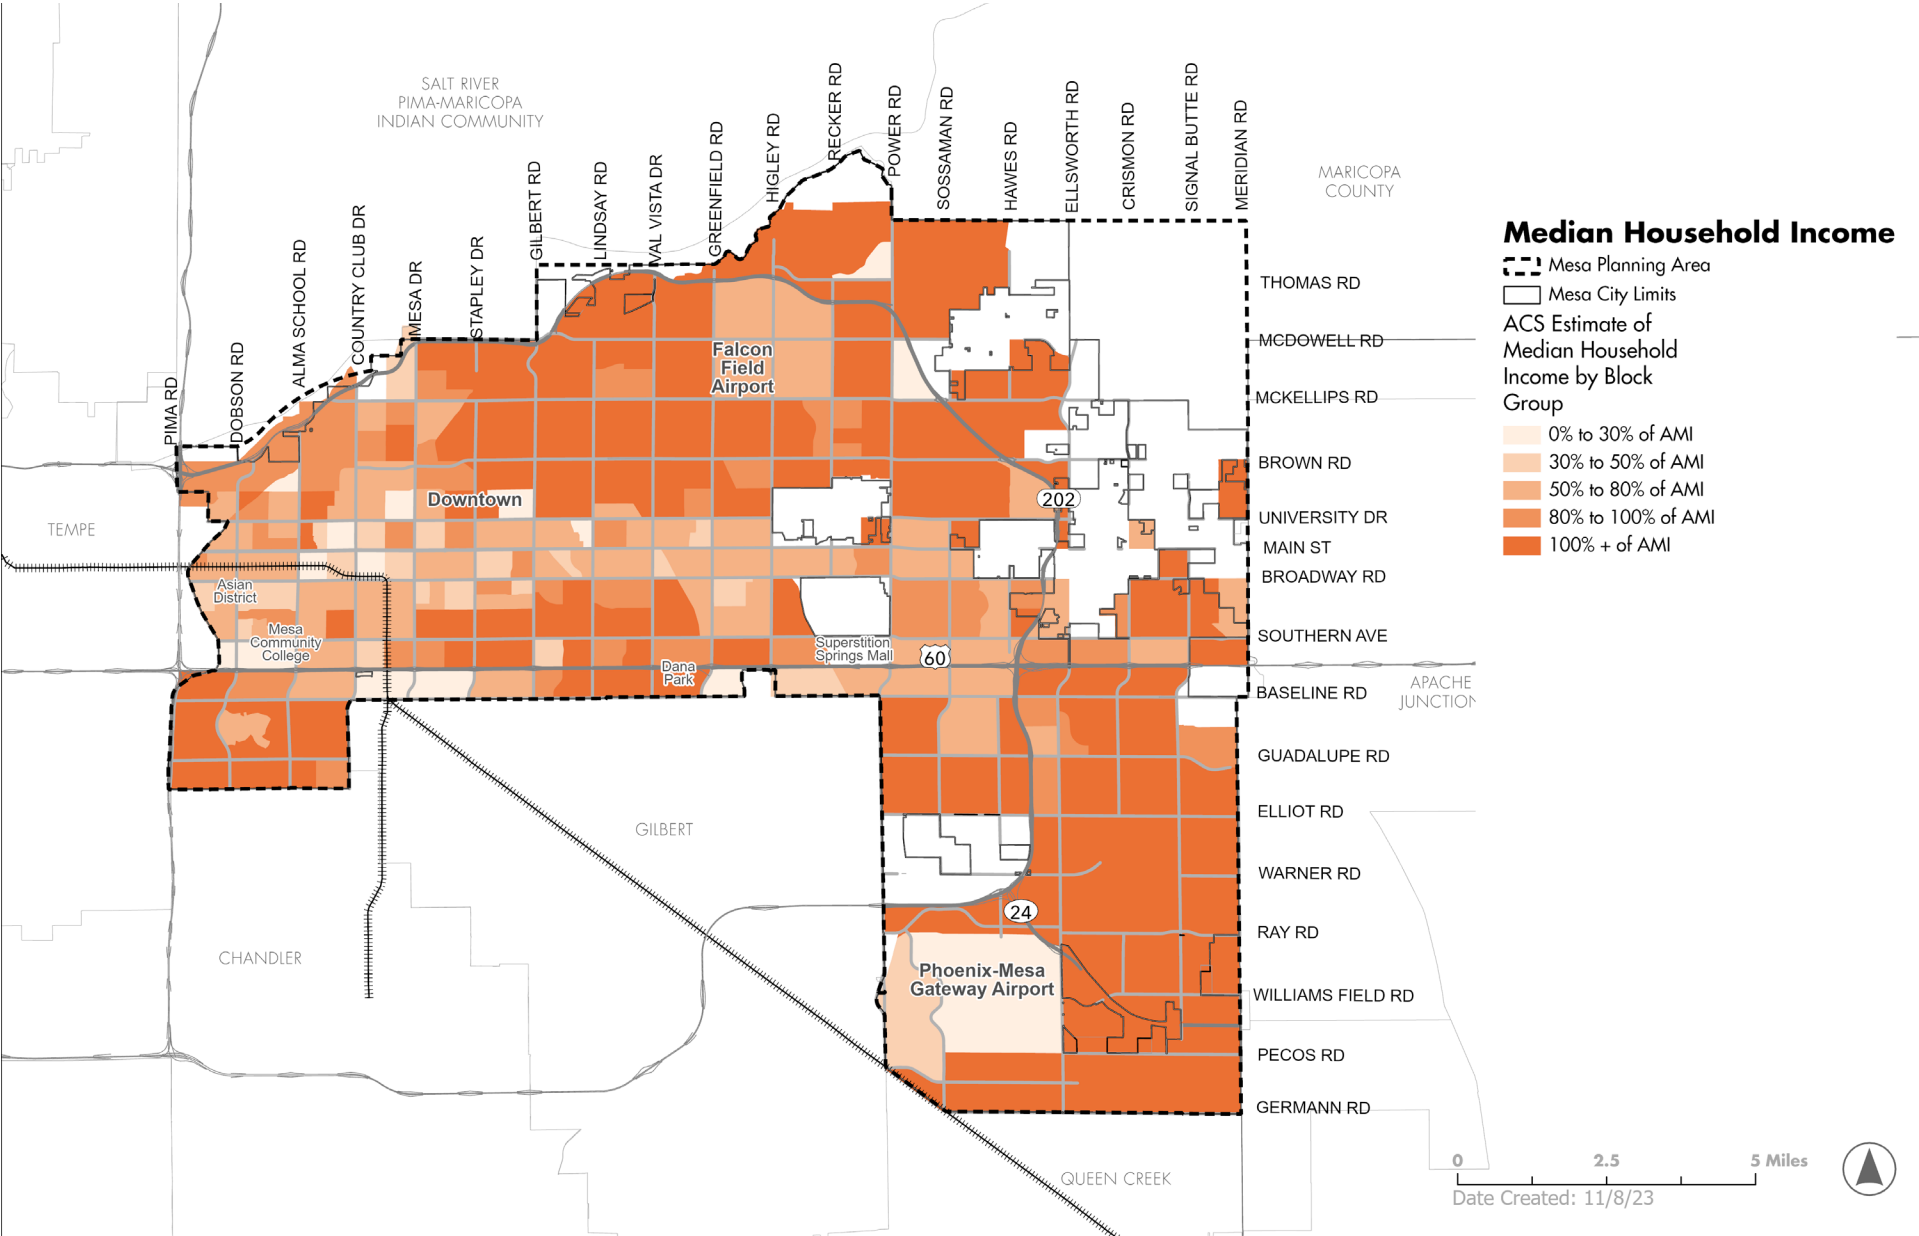 SALT RIVER
PIMA-MARICOPA
INDIAN COMMUNITY
PIMA RD
DOBSON RD
ALMA SCHOOL RD
COUNTRY CLUB DR
MESA DR
STAPLEY DR
GILBERT RD
LINDSAY RD
VAL VISTA DR
GREENFIELD RD
HIGLEY RD
RECKER RD
POWER RD
SOSSAMAN RD
HAWES RD
ELLSWORTH RD
CRISMON RD
SIGNAL BUTTE RD
MERIDIAN RD
MARICOPA
COUNTY
THOMAS RD
MCDOWELL RD
MCKELLIPS RD
BROWN RD
UNIVERSITY DR
MAIN ST
BROADWAY RD
SOUTHERN AVE
BASELINE RD
GUADALUPE RD
ELLIOT RD
WARNER RD
RAY RD
WILLIAMS FIELD RD
PECOS RD
GERMANN RD
Falcon
Field
Airport
Downtown
202
TEMPE
Asian
District
Mesa
Community
College
Superstition
Springs Mall
60
Dana
Park
APACHE
JUNCTION
GILBERT
24
CHANDLER
Phoenix-Mesa
Gateway Airport
QUEEN CREEK
Median Household Income
Mesa Planning Area
Mesa City Limits
ACS Estimate of
Median Household
Income by Block
Group
0% to 30% of AMI
30% to 50% of AMI
50% to 80% of AMI
80% to 100% of AMI
100% + of AMI
0 2.5 5 Miles
Date Created: 11/8/23